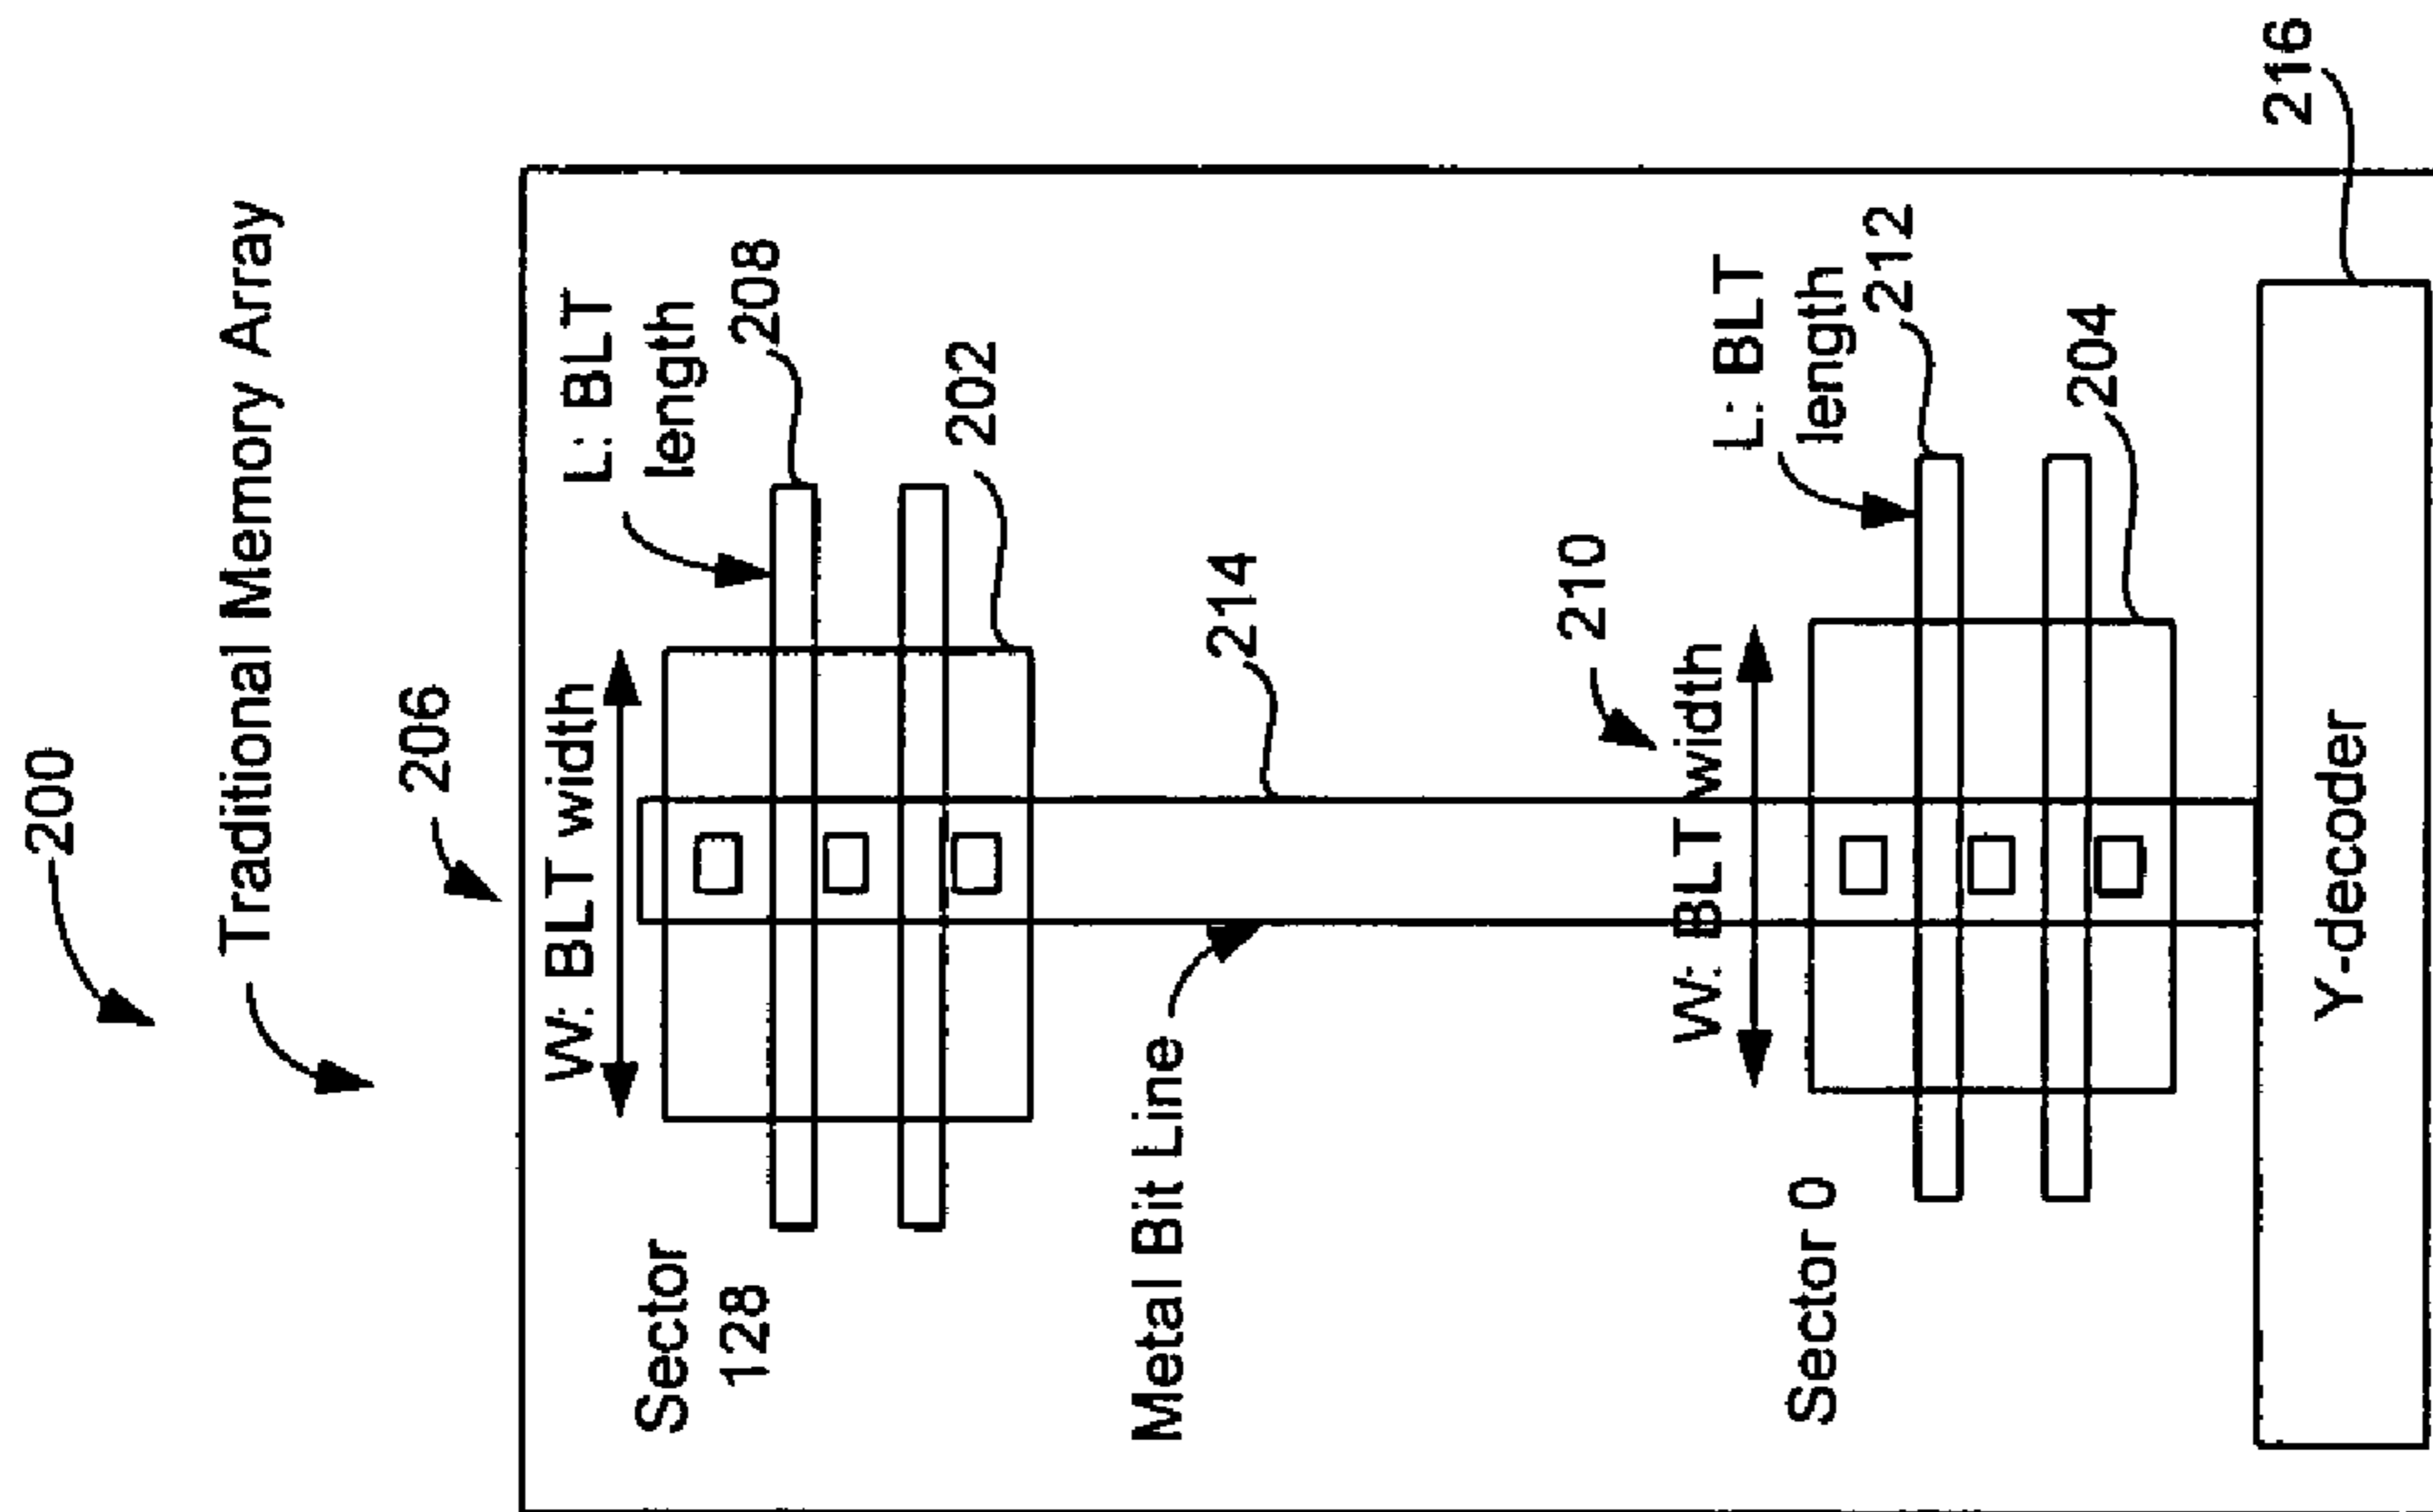 200
Traditional Memory Array
206
W: BLT width
L: BLT
length
208
202
Sector
128
Metal Bit Line
214
210
W: BLT width
L: BLT
length
212
204
Sector 0
Y-decoder
216